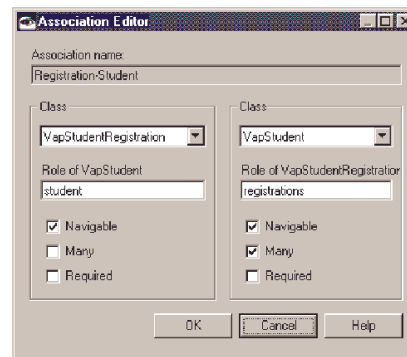 Association Editor
Association name:
Registration-Student
Class
VapStudentRegistration
Role of VapStudent
student
Navigable
Many
Required
Class
VapStudent
Role of VapStudentRegistration
registrations
Navigable
Many
Required
OK
Cancel
Help